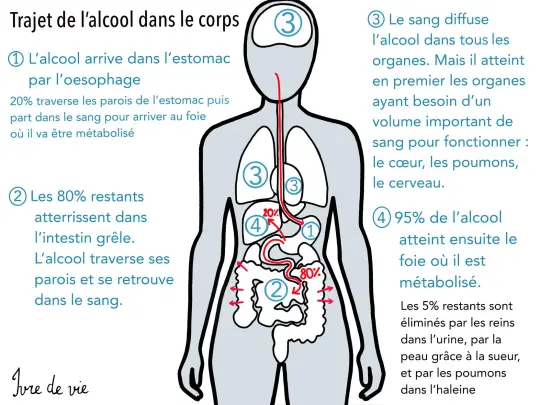 Trajet de l'alcool dans le corps
① L'alcool arrive dans l'estomac
par l'oesophage
20% traverse les parois de l'estomac puis
part dans le sang pour arriver au foie
où il va être métabolisé
② Les 80% restants
atterrissent dans
l'intestin grêle.
L'alcool traverse ses
parois et se retrouve
dans le sang.
③
③
③
20%
④
①
80%
②
③ Le sang diffuse
l'alcool dans tous les
organes. Mais il atteint
en premier les organes
ayant besoin d'un
volume important de
sang pour fonctionner :
le cœur, les poumons,
le cerveau.
④ 95% de l'alcool
atteint ensuite le
foie où il est
métabolisé.
Les 5% restants sont
éliminés par les reins
dans l'urine, par la
peau grâce à la sueur,
et par les poumons
dans l'haleine
Ivre de vie